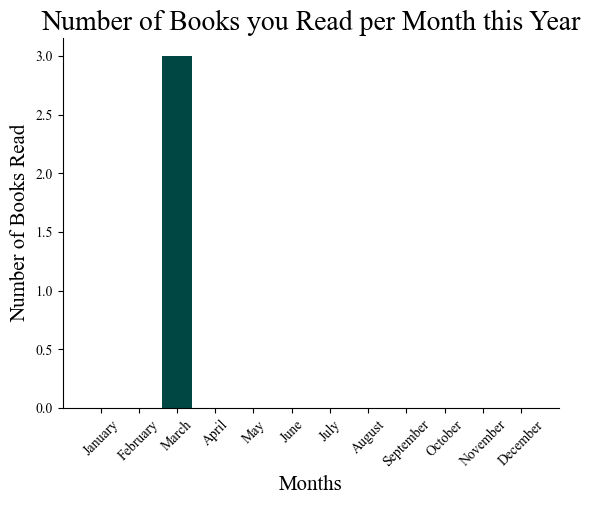 Number of Books you Read per Month this Year
Number of Books Read
3.0
2.5
2.0
1.5
1.0
0.5
0.0
January
February
March
April
May
June
July
August
September
October
November
December
Months